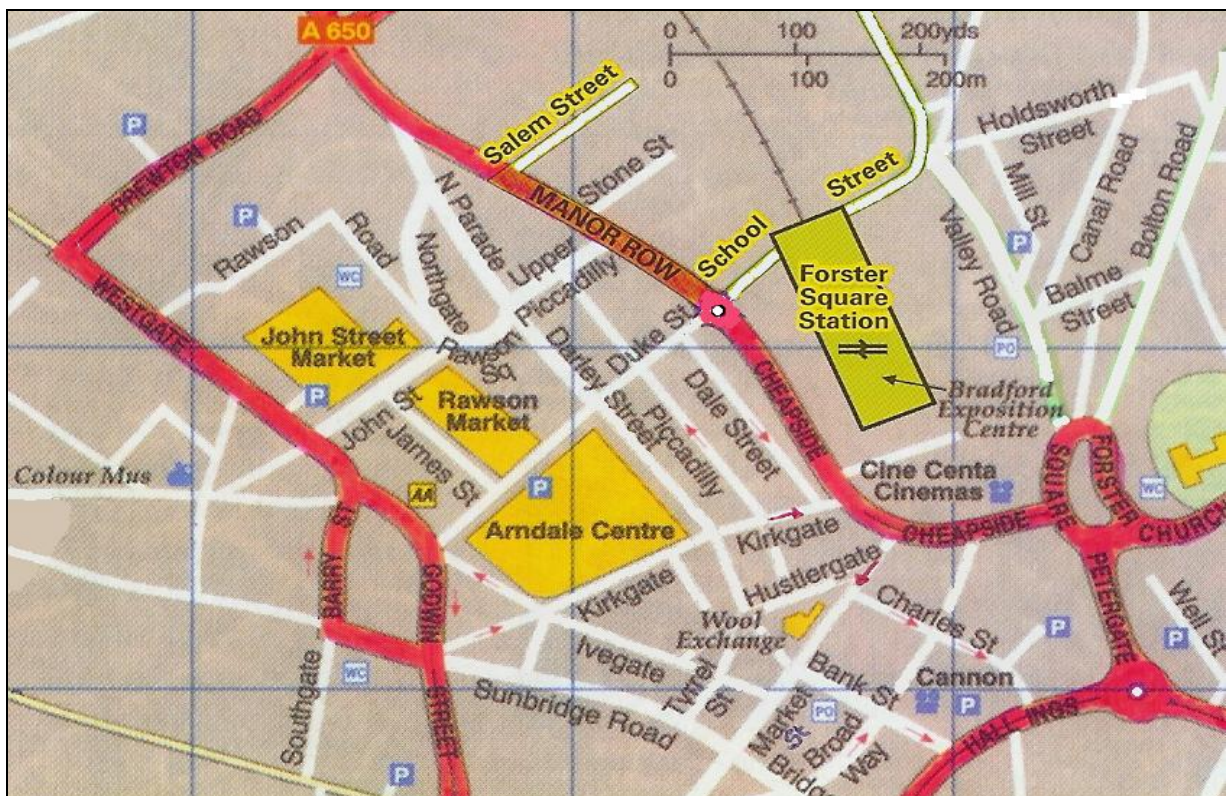 A 650
0 100 200yds
0 100 200m
Salem Street
Holdsworth
Street
DREWTON ROAD
P
Stone St
Upper
Street
Mill St
Canal Road
Bolton Road
N Parade
MANOR ROW
School
Valley Road
P
P
Rawson
Road
Northgate
Piccadilly
Forster
Square
Station
Balme
Street
WC
WESTGATE
John Street
Market
Duke St
PO
Rawson
Sq
Darley
Street
CHEAPSIDE
Dale Street
Bradford
Exposition
Centre
P
Rawson
Market
John
St
James St
Piccadilly
FORSTER
SQUARE
Colour Mus
AA
P
Cine Centa
Cinemas
WC
Arndale Centre
Kirkgate
CHEAPSIDE
CHURCH
BARRY ST
GODWIN
STREET
Kirkgate
Hustlergate
PETERGATE
Wool
Exchange
Charles St
P
P
Well St
Ivegate
WC
Tyrrel
St
Bank St
Cannon
P
Southgate
Sunbridge Road
Market
St
PO
Broad
Way
HALL INGS
Bridge
P